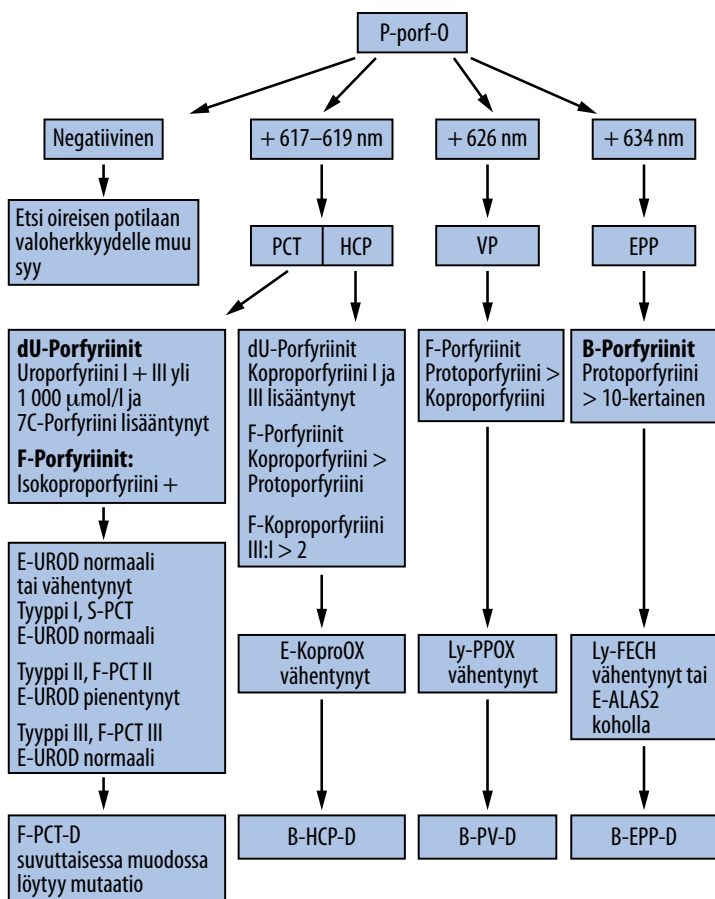 P-porf-O
Negatiivinen
+ 617–619 nm
+ 626 nm
+ 634 nm
Etsi oireisen potilaan
valoherkkyydelle muu
syy
PCT
HCP
VP
EPP
dU-Porfyriinit
Uroporfyriini I + III yli
1 000 µmol/l ja
7C-Porfyriini lisääntynyt
F-Porfyriinit:
Isokoproporfyriini +
dU-Porfyriinit
Koproporfyriini I ja
III lisääntynyt
F-Porfyriinit
Koproporfyriini >
Protoporfyriini
F-Koproporfyriini
III:I > 2
F-Porfyriinit
Protoporfyriini >
Koproporfyriini
B-Porfyriinit
Protoporfyriini
> 10-kertainen
E-UROD normaali
tai vähentynyt
Tyyppi I, S-PCT
E-UROD normaali
Tyyppi II, F-PCT II
E-UROD pienentynyt
Tyyppi III, F-PCT III
E-UROD normaali
E-KoproOX
vähentynyt
Ly-PPOX
vähentynyt
Ly-FECH
vähentynyt tai
E-ALAS2
koholla
F-PCT-D
suvuttaisessa muodossa
löytyy mutaatio
B-HCP-D
B-PV-D
B-EPP-D